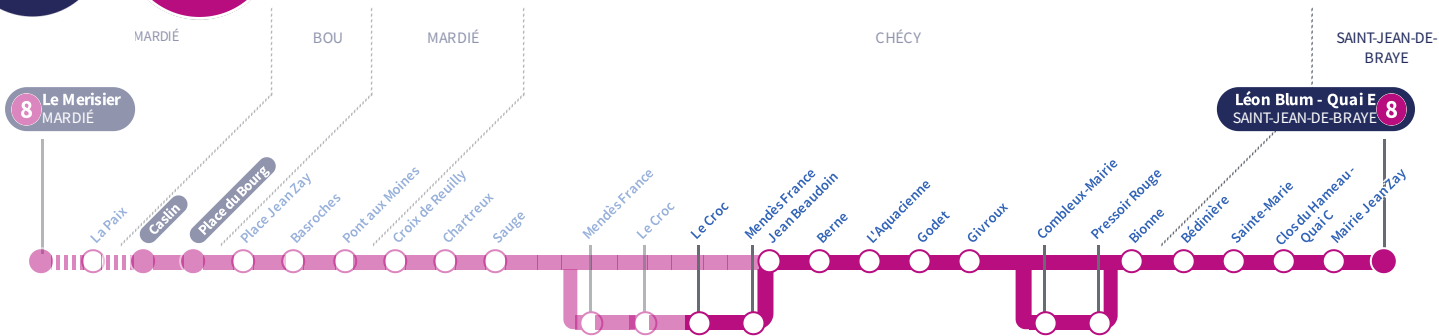 MARDIÉ
BOU
MARDIÉ
CHÉCY
SAINT-JEAN-DE-
BRAYE
8
Le Merisier
MARDIÉ
Léon Blum - Quai E
SAINT-JEAN-DE-BRAYE
8
La Paix
Caslin
Place du Bourg
Place Jean Zay
Basroches
Pont aux Moines
Croix de Reuilly
Chartreux
Sauge
Mendès France
Le Croc
Le Croc
Mendès France
Jean Beaudoin
Berne
L'Aquacienne
Godet
Givroux
Combleux-Mairie
Pressoir Rouge
Bionne
Bédinière
Sainte-Marie
Clos du Hameau-
Quai C
Mairie Jean Zay